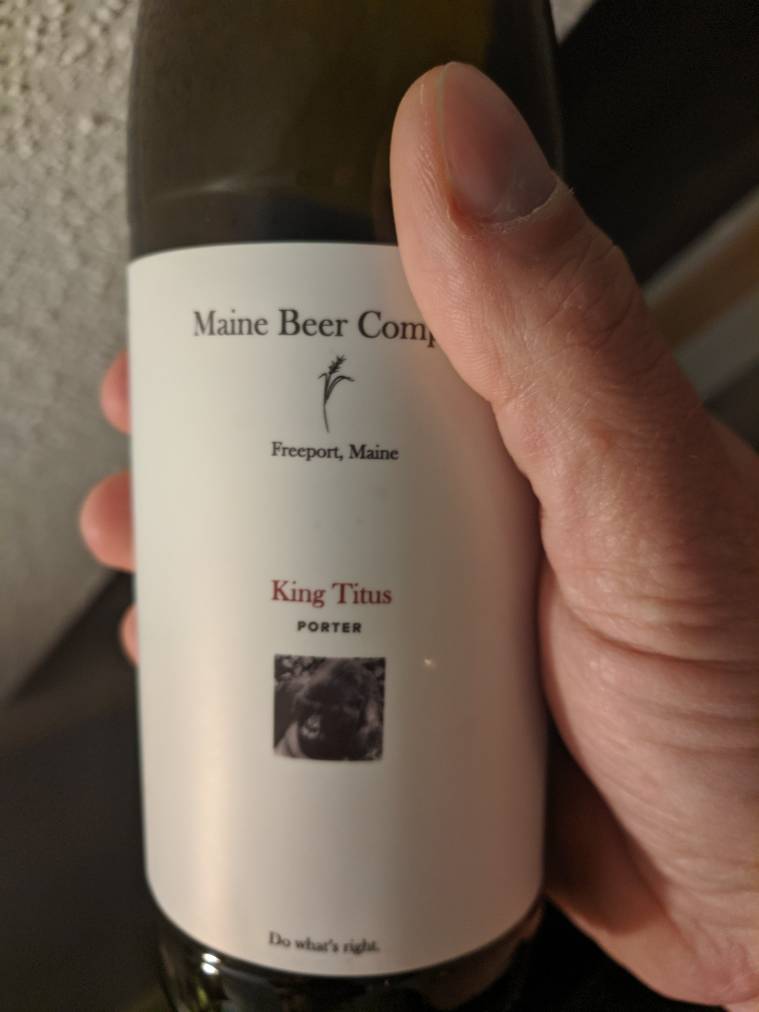 Maine Beer Comp
Freeport, Maine
King Titus
PORTER
Do what's right.